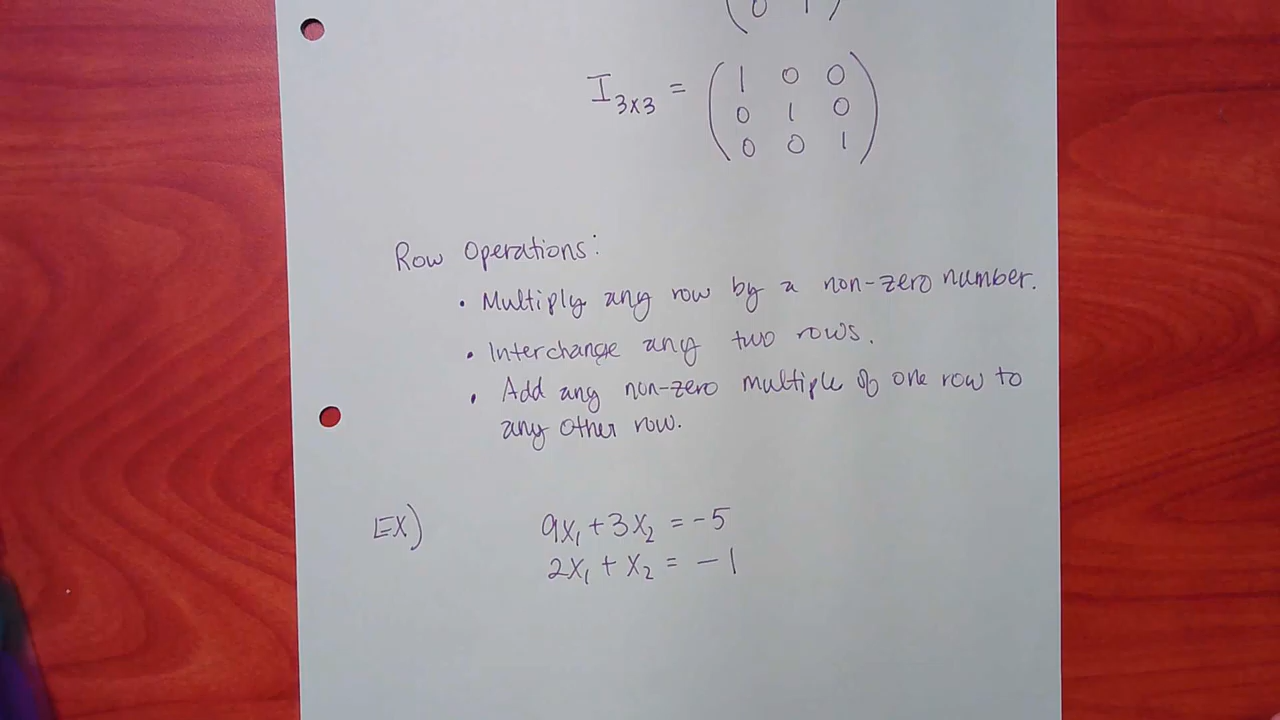 (0 1)
I₃ₓ₃ = (1 0 0
0 1 0
0 0 1)
Row Operations:
• Multiply any row by a non-zero number.
• Interchange any two rows.
• Add any non-zero multiple of one row to
any other row.
EX) 9x₁ + 3x₂ = -5
2x₁ + x₂ = -1